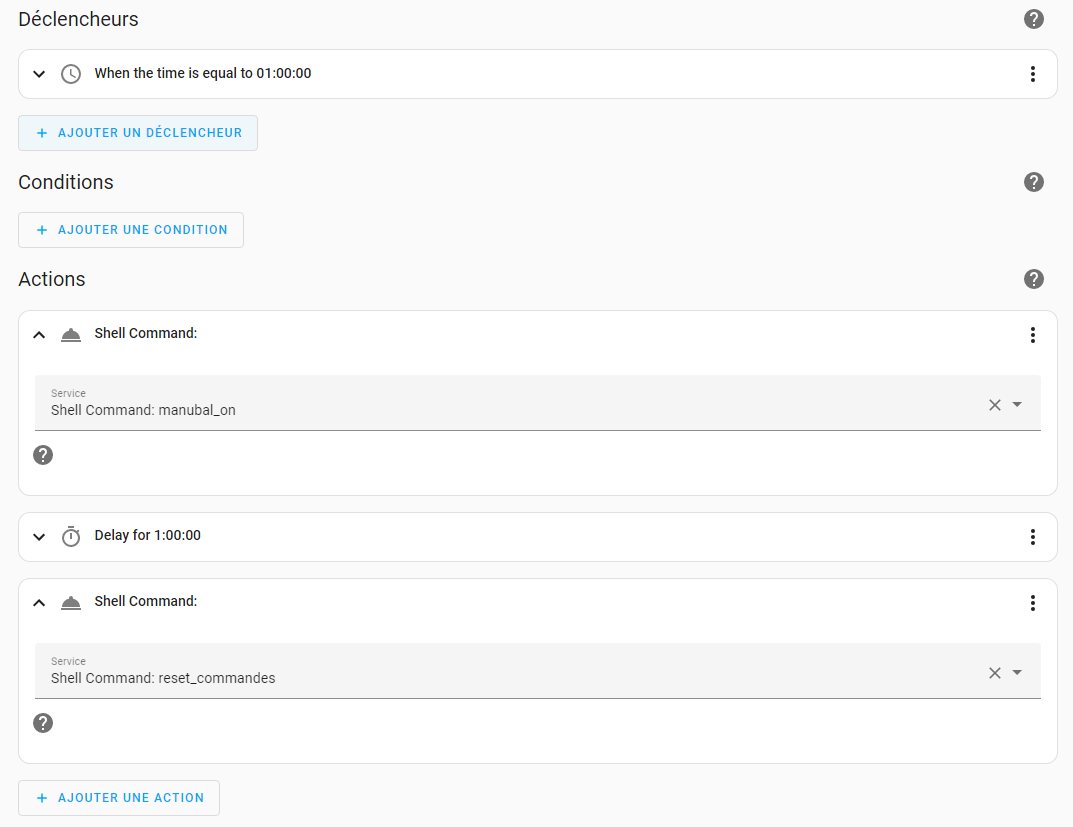 Déclencheurs
When the time is equal to 01:00:00
+ AJOUTER UN DÉCLENCHEUR
Conditions
+ AJOUTER UNE CONDITION
Actions
Shell Command:
Service
Shell Command: manubal_on
Delay for 1:00:00
Shell Command:
Service
Shell Command: reset_commandes
+ AJOUTER UNE ACTION